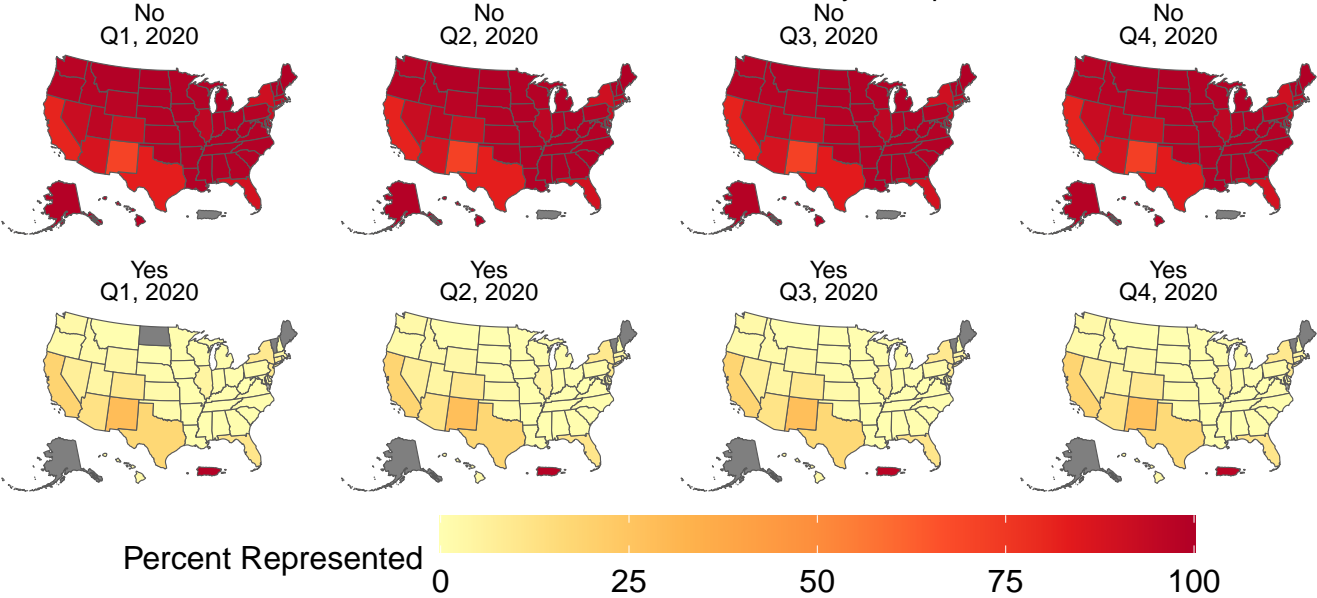 No
Q1, 2020
No
Q2, 2020
No
Q3, 2020
No
Q4, 2020
Yes
Q1, 2020
Yes
Q2, 2020
Yes
Q3, 2020
Yes
Q4, 2020
Percent Represented
0 25 50 75 100